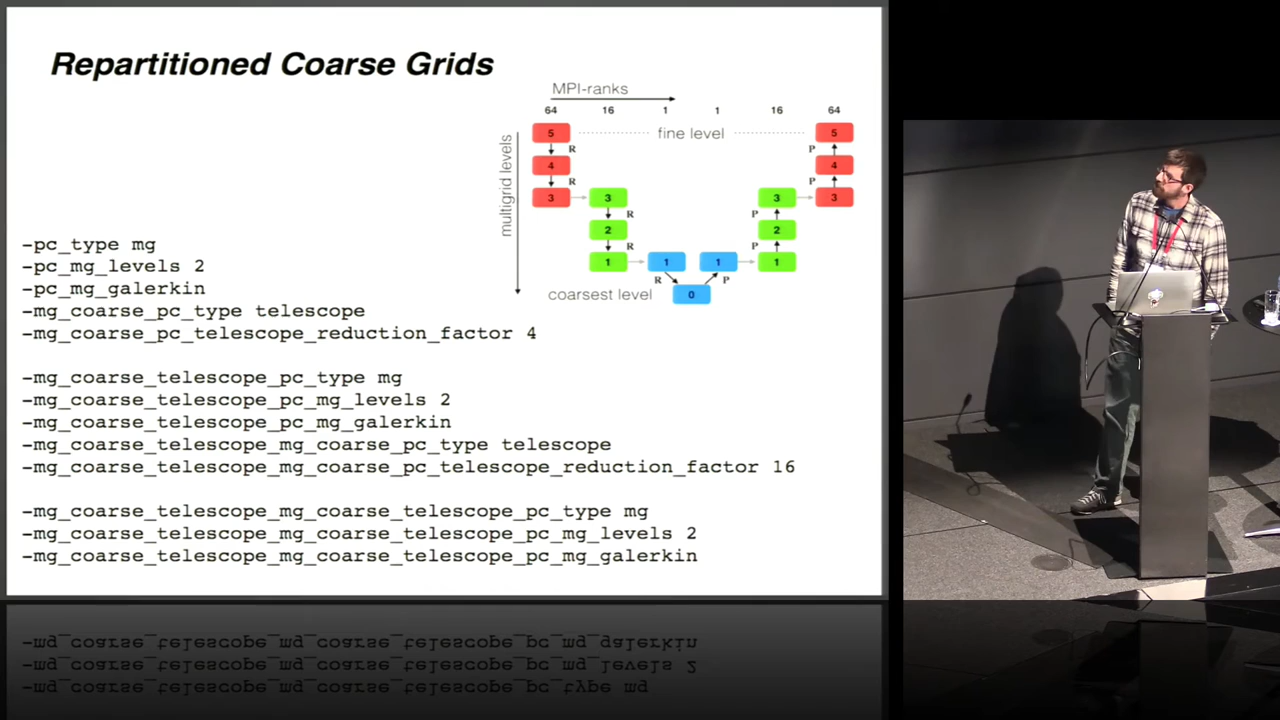 Repartitioned Coarse Grids
MPI-ranks
64 16 1 1 16 64
5 fine level 5
R P
4 4
R P
3 3 3 3
R P
2 2
R P
1 1 1 1
R P
coarsest level 0
multigrid levels
-pc_type mg
-pc_mg_levels 2
-pc_mg_galerkin
-mg_coarse_pc_type telescope
-mg_coarse_pc_telescope_reduction_factor 4
-mg_coarse_telescope_pc_type mg
-mg_coarse_telescope_pc_mg_levels 2
-mg_coarse_telescope_pc_mg_galerkin
-mg_coarse_telescope_mg_coarse_pc_type telescope
-mg_coarse_telescope_mg_coarse_pc_telescope_reduction_factor 16
-mg_coarse_telescope_mg_coarse_telescope_pc_type mg
-mg_coarse_telescope_mg_coarse_telescope_pc_mg_levels 2
-mg_coarse_telescope_mg_coarse_telescope_pc_mg_galerkin